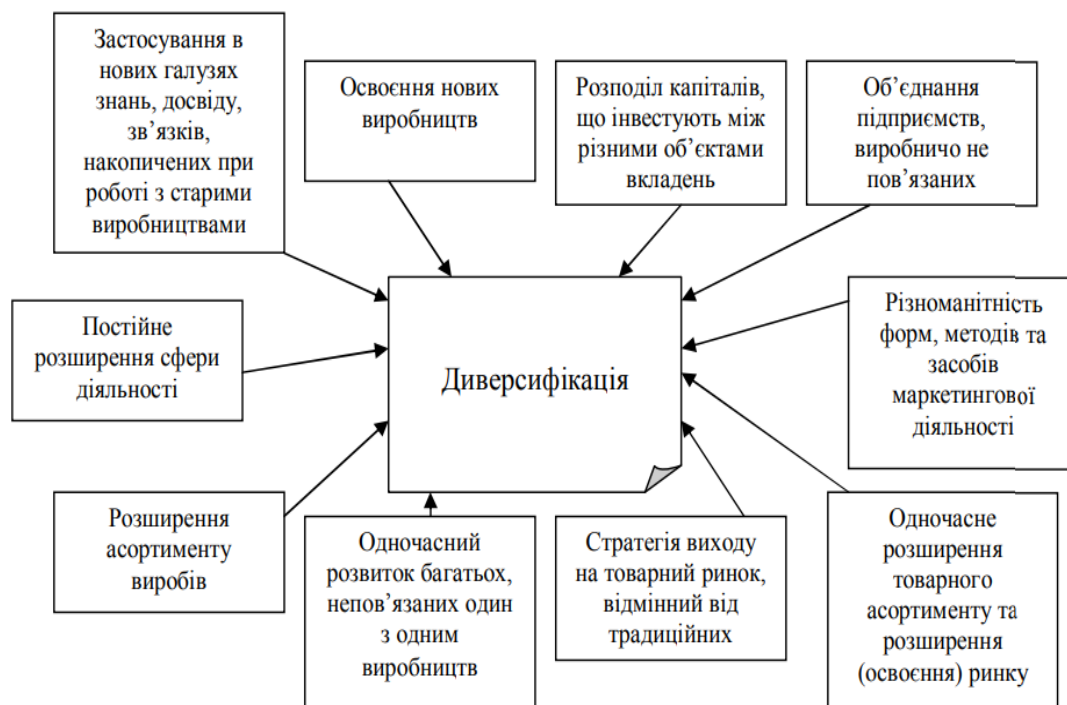 Застосування в
нових галузях
знань, досвіду,
зв’язків,
накопичених при
роботі з старими
виробництвами
Освоєння нових
виробництв
Розподіл капіталів,
що інвестують між
різними об’єктами
вкладень
Об’єднання
підприємств,
виробничо не
пов’язаних
Постійне
розширення сфери
діяльності
Диверсифікація
Різноманітність
форм, методів та
засобів
маркетингової
діяльності
Розширення
асортименту
виробів
Одночасний
розвиток багатьох,
непов’язаних один
з одним
виробництв
Стратегія виходу
на товарний ринок,
відмінний від
традиційних
Одночасне
розширення
товарного
асортименту та
розширення
(освоєння) ринку